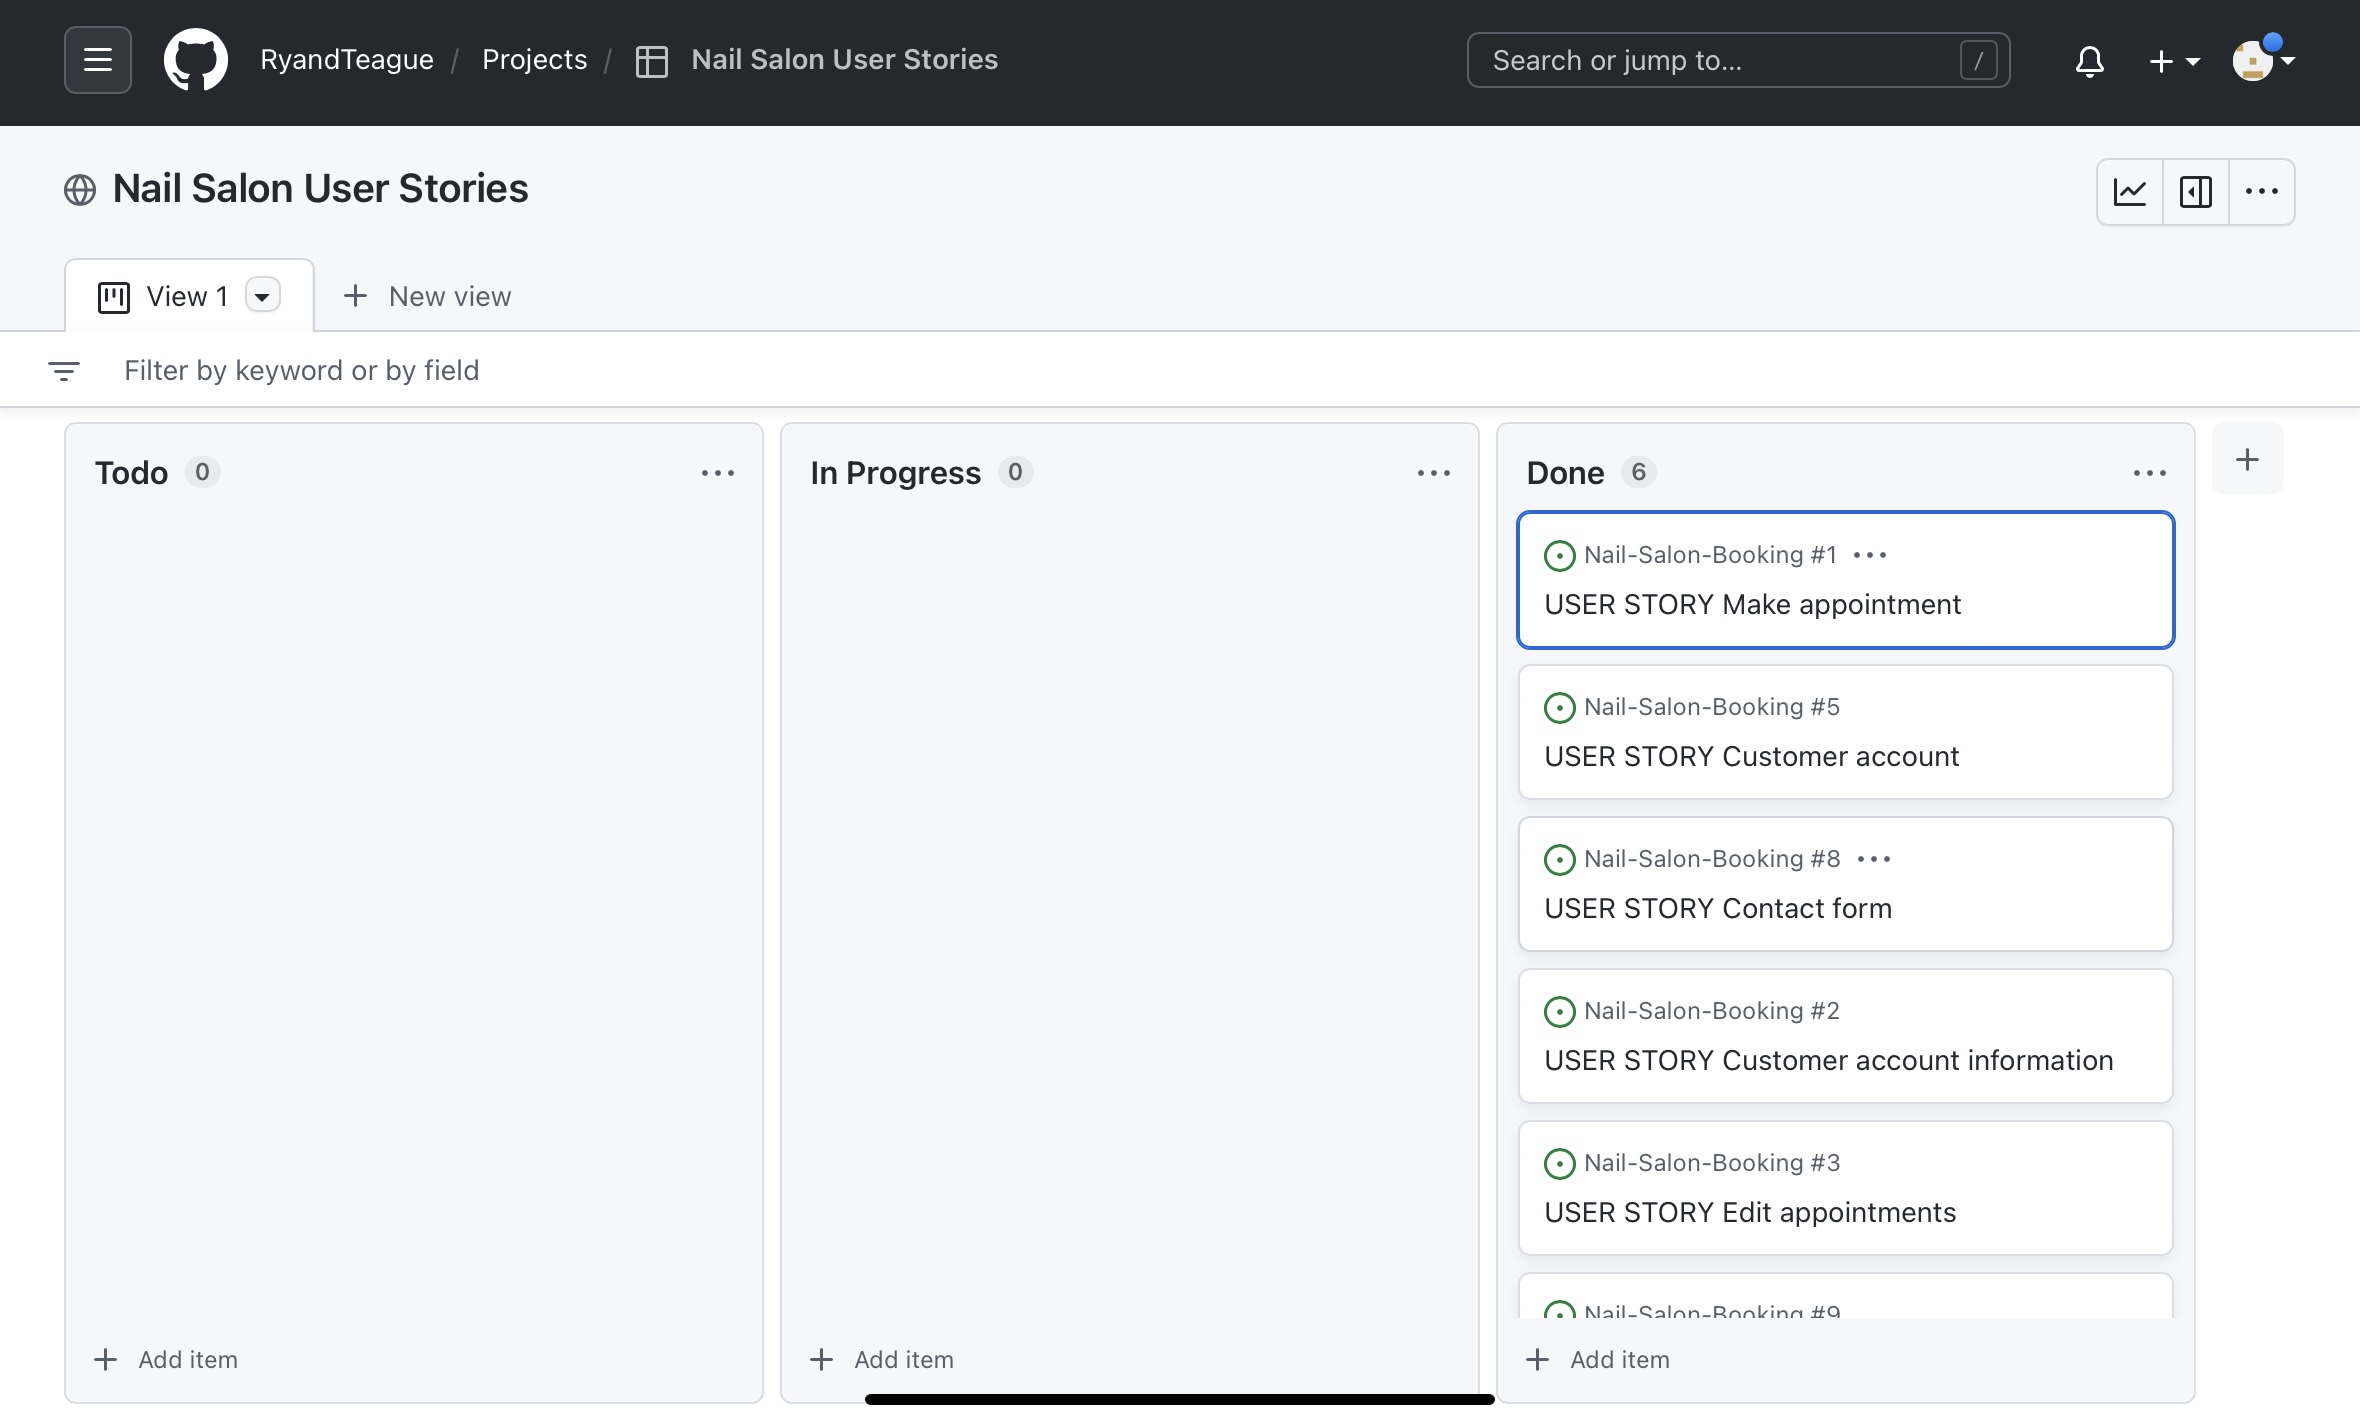 RyandTeague / Projects / Nail Salon User Stories
Search or jump to... /
Nail Salon User Stories
View 1
New view
Filter by keyword or by field
Todo 0
In Progress 0
Done 6
Nail-Salon-Booking #1
USER STORY Make appointment
Nail-Salon-Booking #5
USER STORY Customer account
Nail-Salon-Booking #8
USER STORY Contact form
Nail-Salon-Booking #2
USER STORY Customer account information
Nail-Salon-Booking #3
USER STORY Edit appointments
Nail-Salon-Booking #9
Add item
Add item
Add item